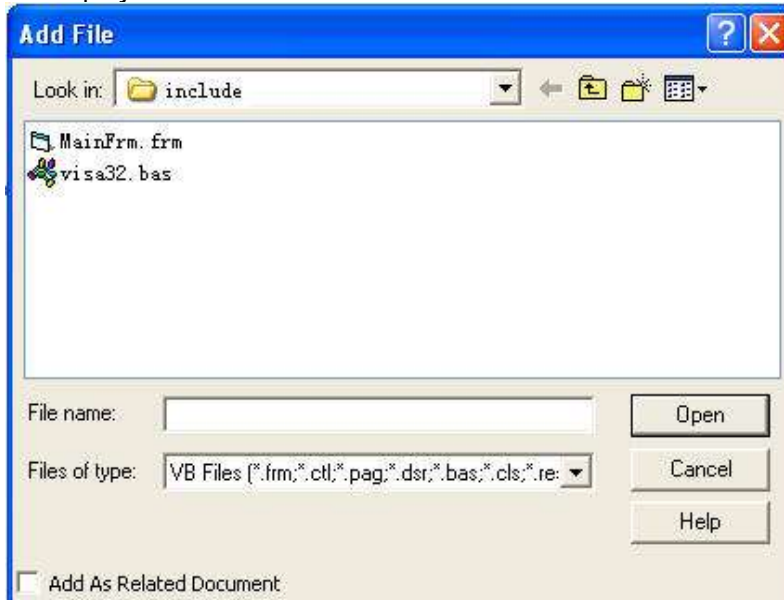 Add File
Look in: include
MainFrm.frm
visa32.bas
File name:
Open
Files of type: VB Files (*.frm;*.ctl;*.pag;*.dsr;*.bas;*.cls;*.re:
Cancel
Help
Add As Related Document